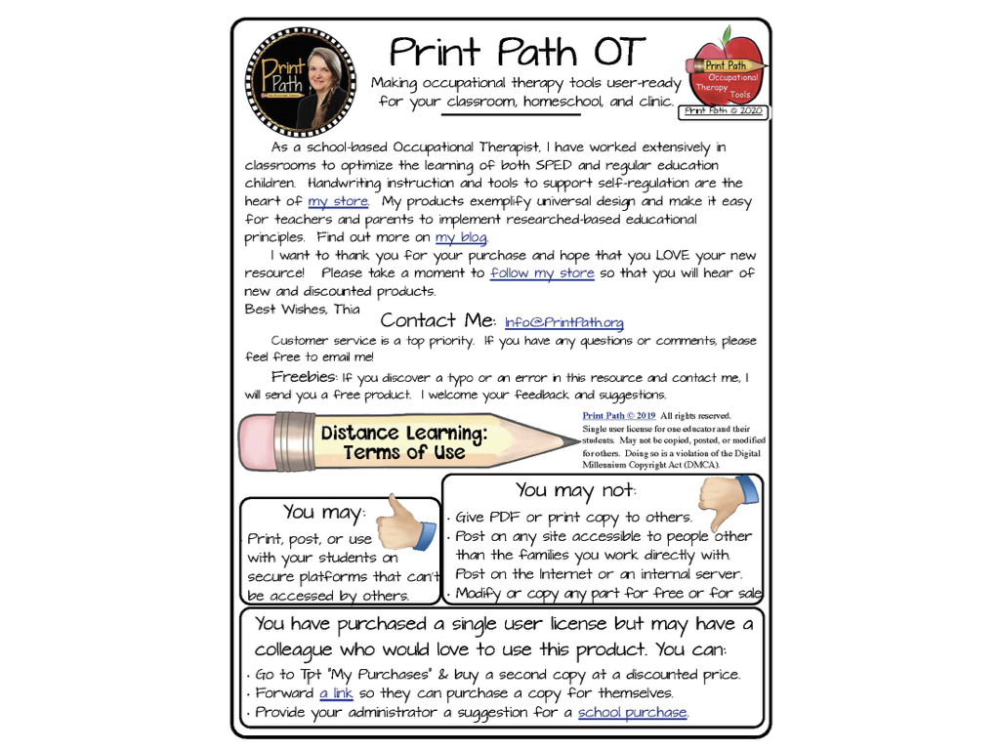 Print Path
Print Path OT
Making occupational therapy tools user-ready
for your classroom, homeschool, and clinic.
Print Path
Occupational
Therapy
Tools
Print Path © 2020
As a school-based Occupational Therapist, I have worked extensively in
classrooms to optimize the learning of both SPED and regular education
children. Handwriting instruction and tools to support self-regulation are the
heart of my store. My products exemplify universal design and make it easy
for teachers and parents to implement researched-based educational
principles. Find out more on my blog.
I want to thank you for your purchase and hope that you LOVE your new
resource! Please take a moment to follow my store so that you will hear of
new and discounted products.
Best Wishes, Thia
Contact Me: Info@PrintPath.org
Customer service is a top priority. If you have any questions or comments, please
feel free to email me!
Freebies: If you discover a typo or an error in this resource and contact me, I
will send you a free product. I welcome your feedback and suggestions.
Distance Learning:
Terms of Use
Print Path © 2019 All rights reserved.
Single user license for one educator and their
students. May not be copied, posted, or modified
for others. Doing so is a violation of the Digital
Millennium Copyright Act (DMCA).
You may:
· Print, post, or use
with your students on
secure platforms that can't
be accessed by others.
You may not:
· Give PDF or print copy to others.
· Post on any site accessible to people other
than the families you work directly with.
Post on the Internet or an internal server.
· Modify or copy any part for free or for sale
You have purchased a single user license but may have a
colleague who would love to use this product. You can:
· Go to Tpt "My Purchases" & buy a second copy at a discounted price.
· Forward a link so they can purchase a copy for themselves.
· Provide your administrator a suggestion for a school purchase.